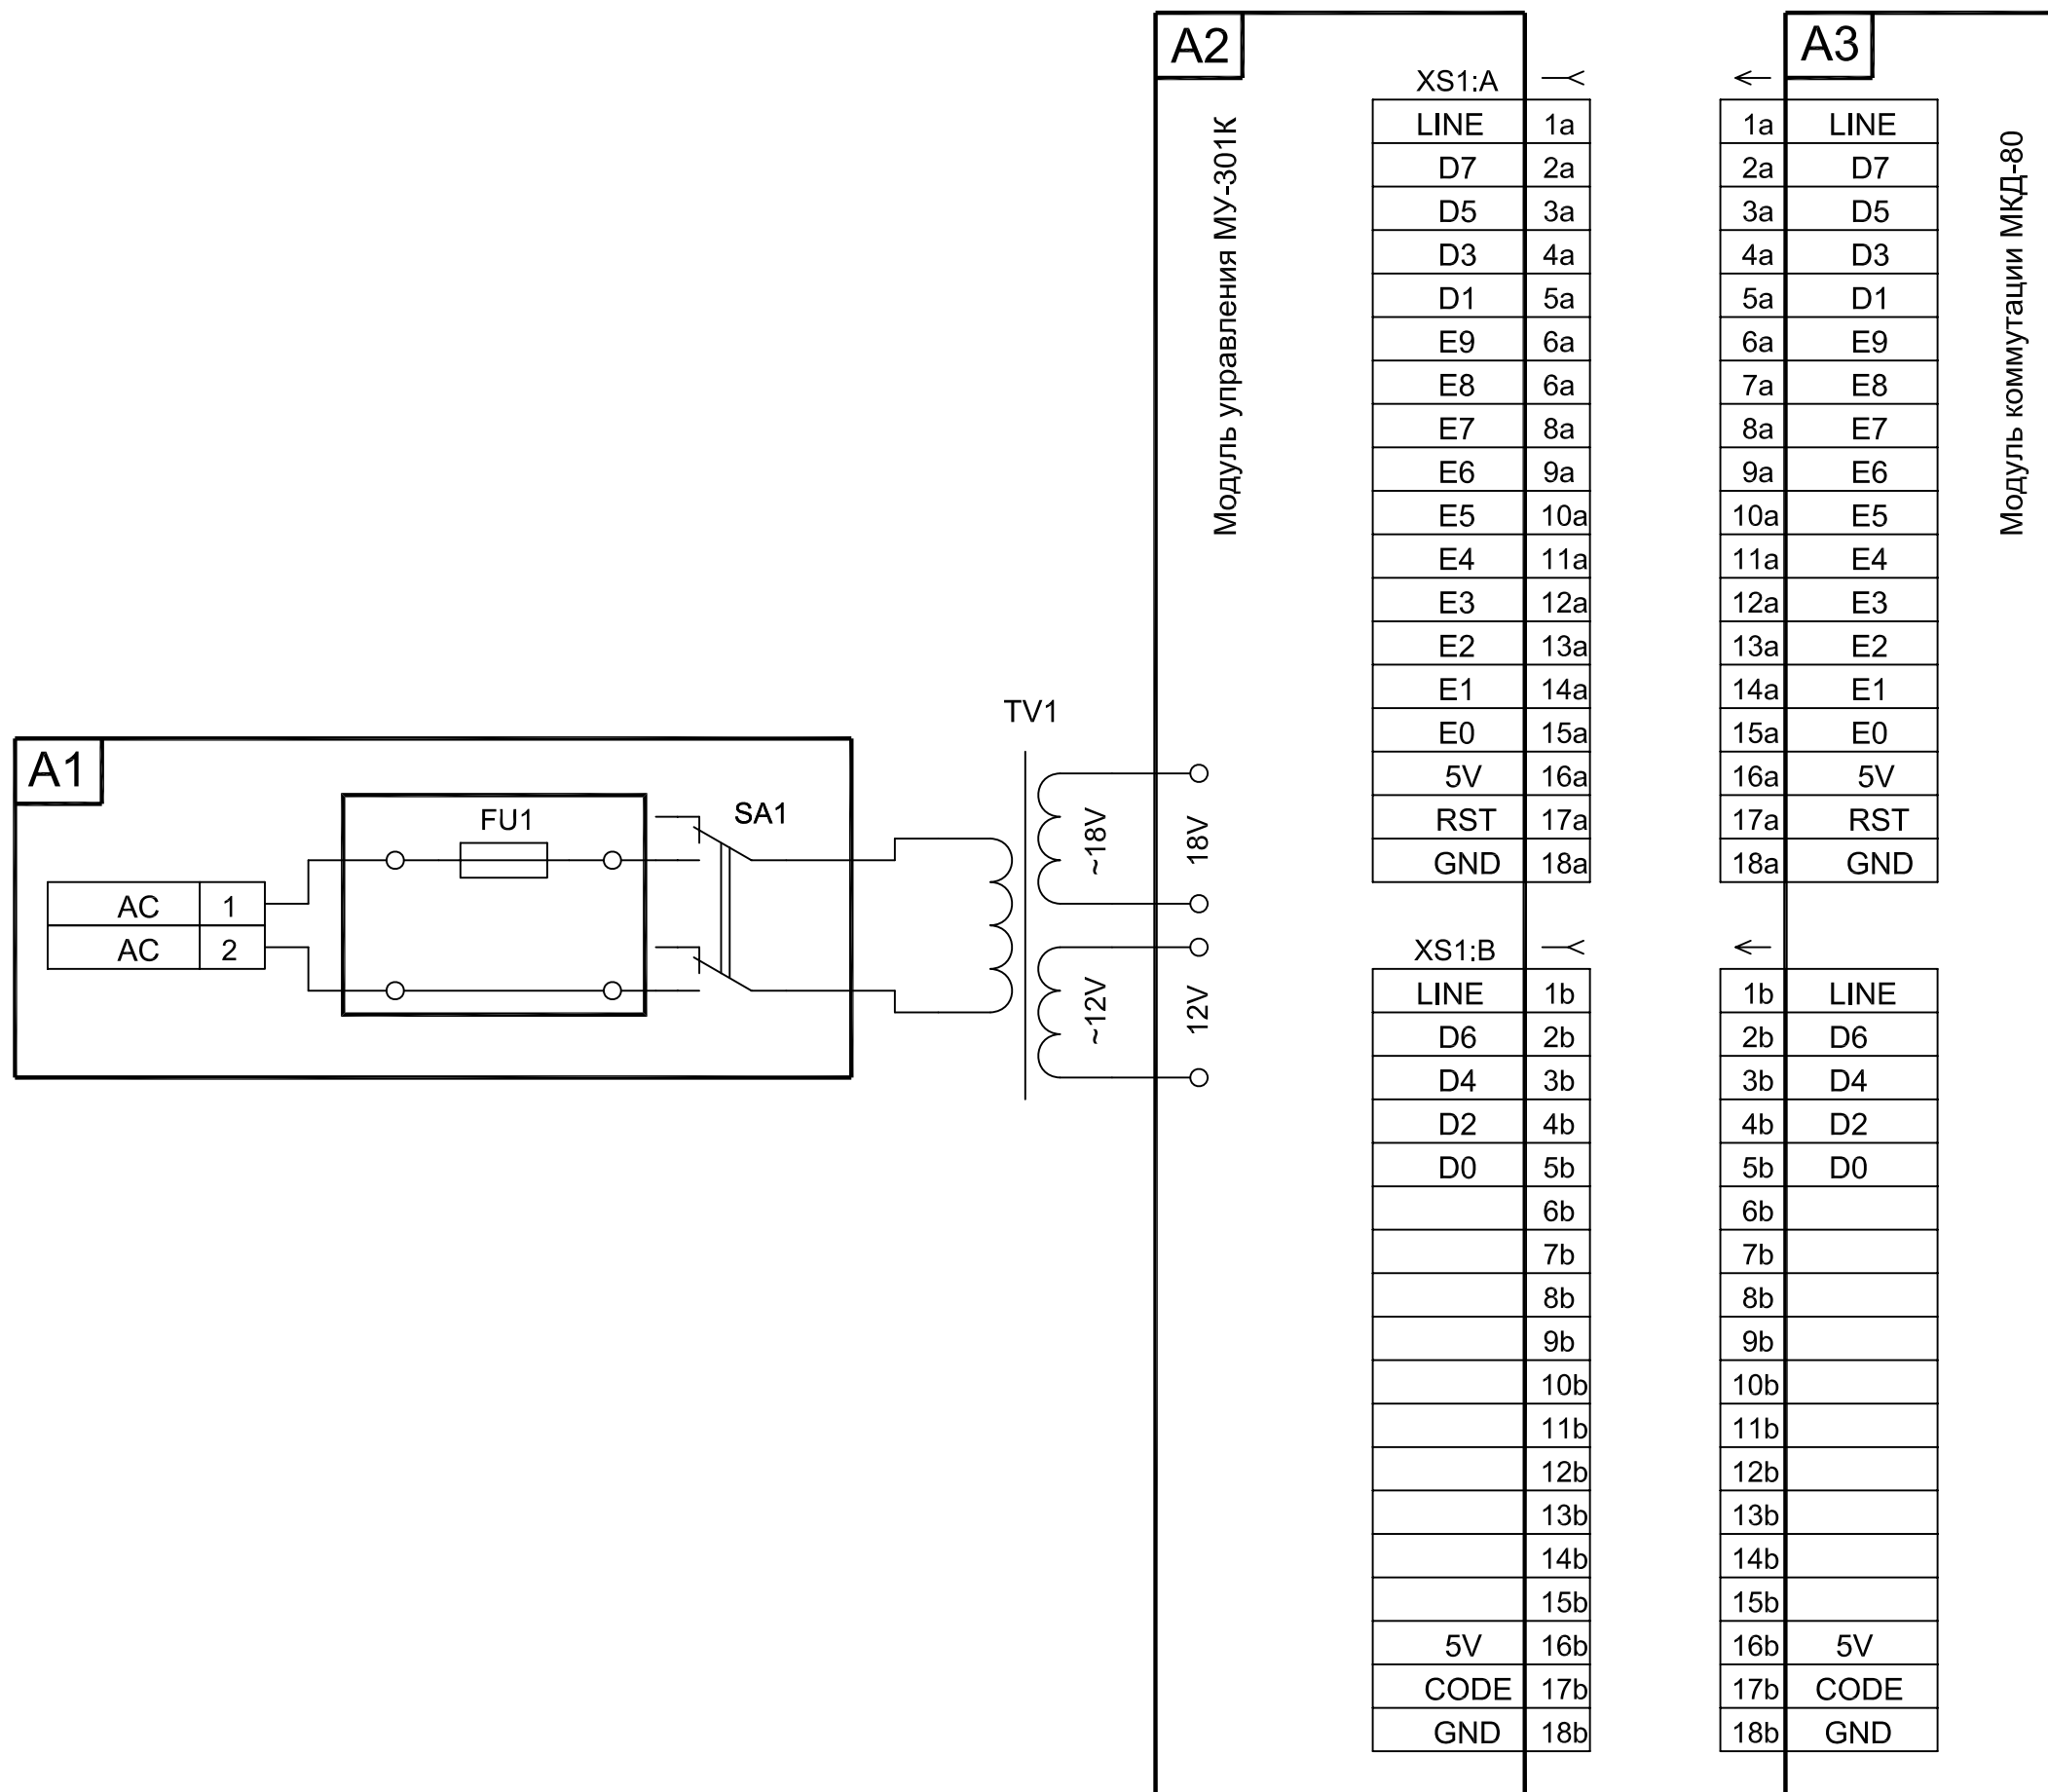 A2
A3
Модуль управления МУ-301К
Модуль коммутации МКД-80
XS1:A
LINE 1a 1a LINE
D7 2a 2a D7
D5 3a 3a D5
D3 4a 4a D3
D1 5a 5a D1
E9 6a 6a E9
E8 6a 7a E8
E7 8a 8a E7
E6 9a 9a E6
E5 10a 10a E5
E4 11a 11a E4
E3 12a 12a E3
E2 13a 13a E2
E1 14a 14a E1
E0 15a 15a E0
5V 16a 16a 5V
RST 17a 17a RST
GND 18a 18a GND
A1
FU1
SA1
TV1
~18V
18V
AC 1
AC 2
~12V
12V
XS1:B
LINE 1b 1b LINE
D6 2b 2b D6
D4 3b 3b D4
D2 4b 4b D2
D0 5b 5b D0
6b 6b
7b 7b
8b 8b
9b 9b
10b 10b
11b 11b
12b 12b
13b 13b
14b 14b
15b 15b
5V 16b 16b 5V
CODE 17b 17b CODE
GND 18b 18b GND